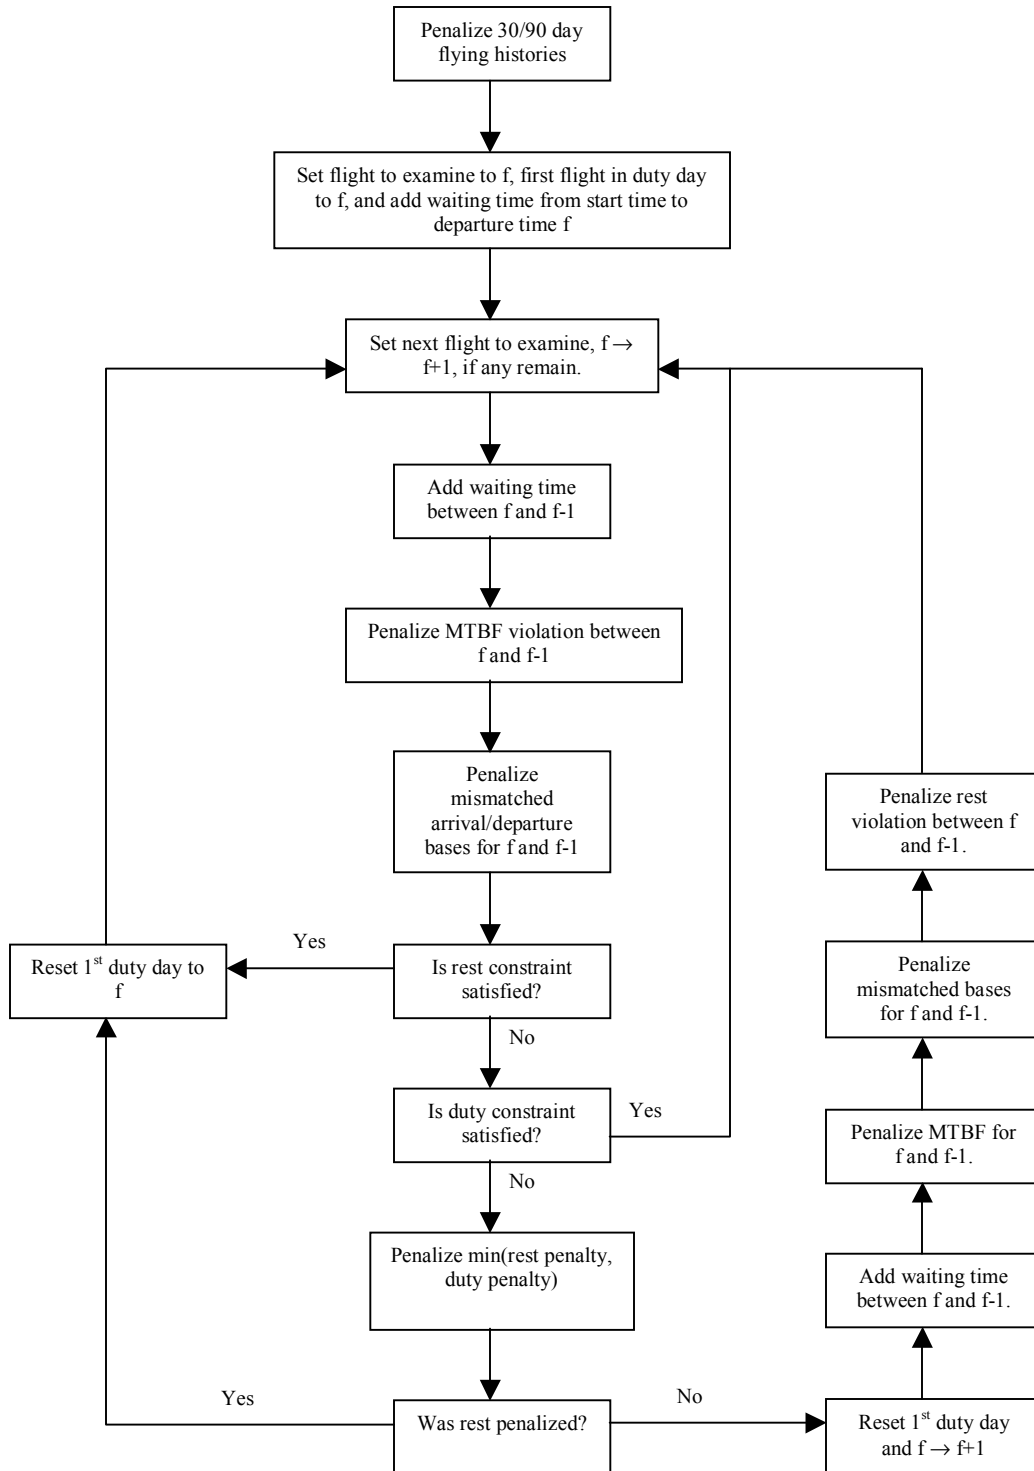 Penalize 30/90 day
flying histories
Set flight to examine to f, first flight in duty day
to f, and add waiting time from start time to
departure time f
Set next flight to examine, f →
f+1, if any remain.
Add waiting time
between f and f-1
Penalize MTBF violation between
f and f-1
Penalize
mismatched
arrival/departure
bases for f and f-1
Is rest constraint
satisfied?
Yes
Reset 1st duty day to
f
No
Is duty constraint
satisfied?
Yes
No
Penalize min(rest penalty,
duty penalty)
Was rest penalized?
Yes
No
Reset 1st duty day
and f → f+1
Add waiting time
between f and f-1.
Penalize MTBF for
f and f-1.
Penalize
mismatched bases
for f and f-1.
Penalize rest
violation between f
and f-1.